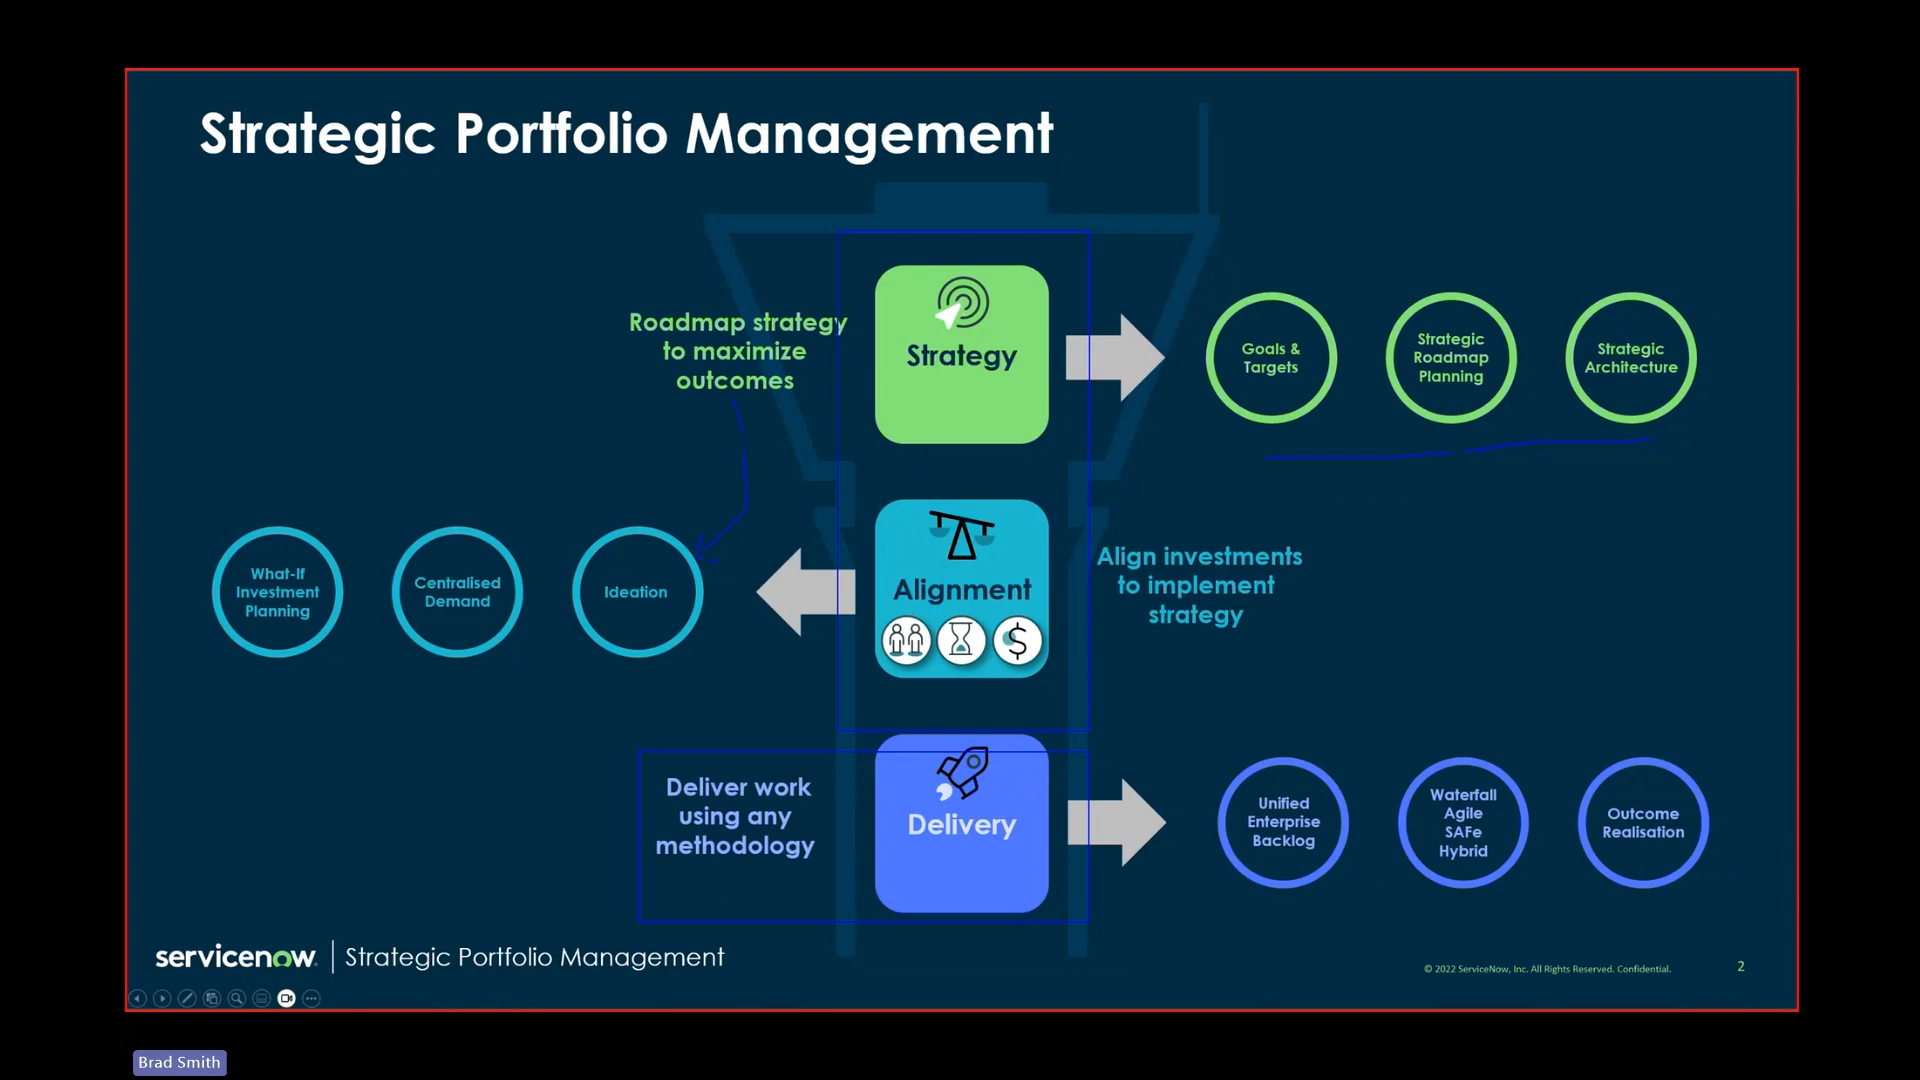 Strategic Portfolio Management
Roadmap strategy
to maximize
outcomes
Strategy
Goals &
Targets
Strategic
Roadmap
Planning
Strategic
Architecture
What-If
Investment
Planning
Centralised
Demand
Ideation
Alignment
$
Align investments
to implement
strategy
Deliver work
using any
methodology
Delivery
Unified
Enterprise
Backlog
Waterfall
Agile
SAFe
Hybrid
Outcome
Realisation
servicenow. Strategic Portfolio Management
© 2022 ServiceNow, Inc. All Rights Reserved. Confidential.
2
Brad Smith